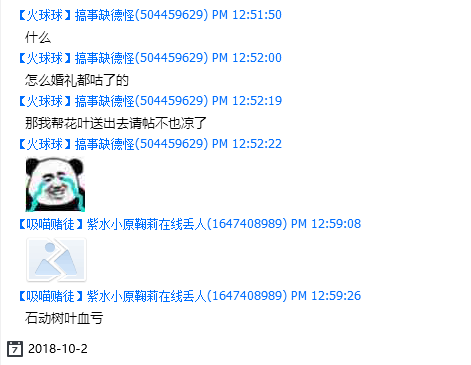 【火球球】搞事缺德怪(504459629) PM 12:51:50
什么
【火球球】搞事缺德怪(504459629) PM 12:52:00
怎么婚礼都咕了的
【火球球】搞事缺德怪(504459629) PM 12:52:19
那我帮花叶送出去请帖不也凉了
【火球球】搞事缺德怪(504459629) PM 12:52:22
【吸喵赌徒】紫水小原鞠莉在线丢人(1647408989) PM 12:59:08
【吸喵赌徒】紫水小原鞠莉在线丢人(1647408989) PM 12:59:26
石动树叶血亏
7 2018-10-2